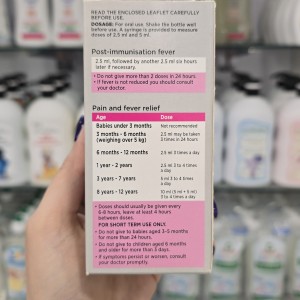 READ THE ENCLOSED LEAFLET CAREFULLY
BEFORE USE.
DOSAGE: For oral use. Shake the bottle well
before use. A syringe is provided to measure
doses of 2.5 ml and 5 ml.
Post-immunisation fever
2.5 ml, followed by another 2.5 ml six hours
later if necessary.
• Do not give more than 2 doses in 24 hours.
• If fever is not reduced you should consult
your doctor.
Pain and fever relief
Age Dose
Babies under 3 months Not recommended
3 months - 6 months 2.5 ml may be taken
(weighing over 5kg) 3 times in 24 hours
6 months - 12 months 2.5 ml 3 times a day
1 year - 2 years 2.5 ml 3 to 4 times
a day
3 years - 7 years 5 ml 3 to 4 times
a day
8 years - 12 years 10 ml (5 ml + 5 ml)
3 to 4 times a day
• Doses should usually be given every
6-8 hours, leave at least 4 hours
between doses.
FOR SHORT TERM USE ONLY.
• Do not give to babies aged 3-5 months
for more than 24 hours.
• Do not give to children aged 6 months
and older for more than 3 days.
• If symptoms persist or worsen, consult
your doctor promptly.